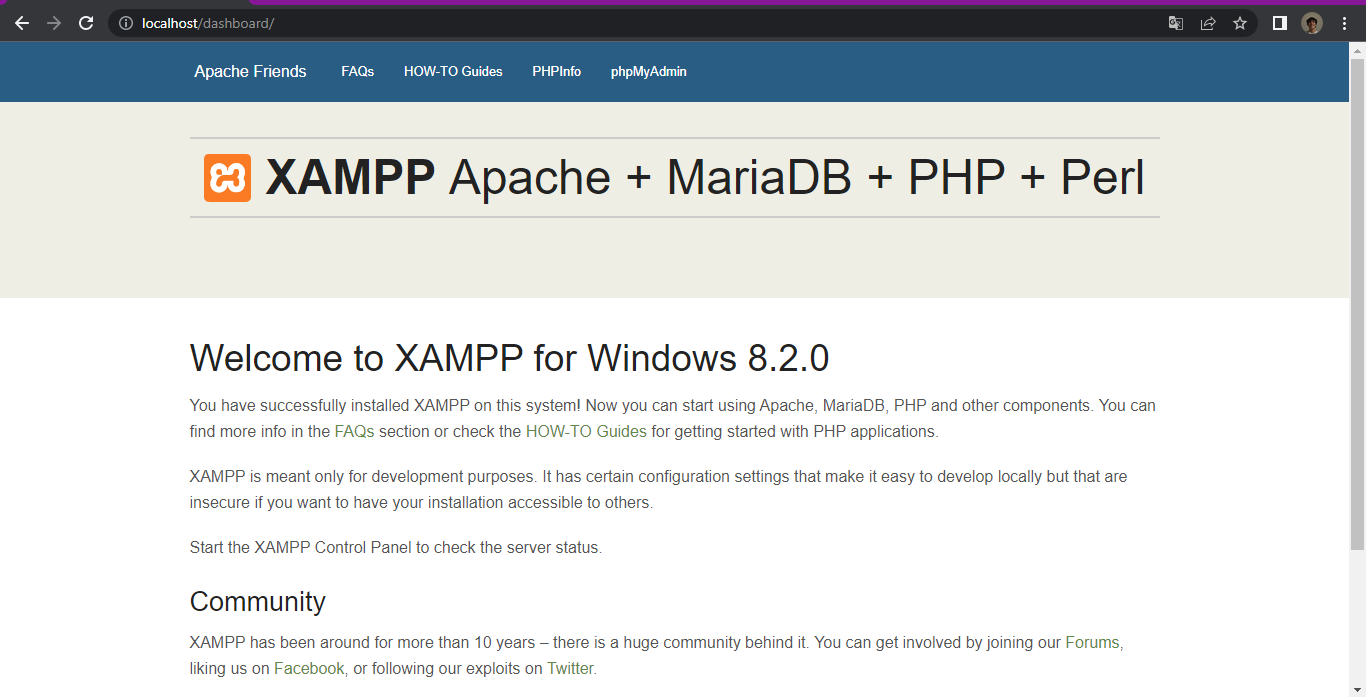 localhost/dashboard/
Apache Friends FAQs HOW-TO Guides PHPInfo phpMyAdmin
XAMPP Apache + MariaDB + PHP + Perl
Welcome to XAMPP for Windows 8.2.0
You have successfully installed XAMPP on this system! Now you can start using Apache, MariaDB, PHP and other components. You can
find more info in the FAQs section or check the HOW-TO Guides for getting started with PHP applications.
XAMPP is meant only for development purposes. It has certain configuration settings that make it easy to develop locally but that are
insecure if you want to have your installation accessible to others.
Start the XAMPP Control Panel to check the server status.
Community
XAMPP has been around for more than 10 years – there is a huge community behind it. You can get involved by joining our Forums,
liking us on Facebook, or following our exploits on Twitter.